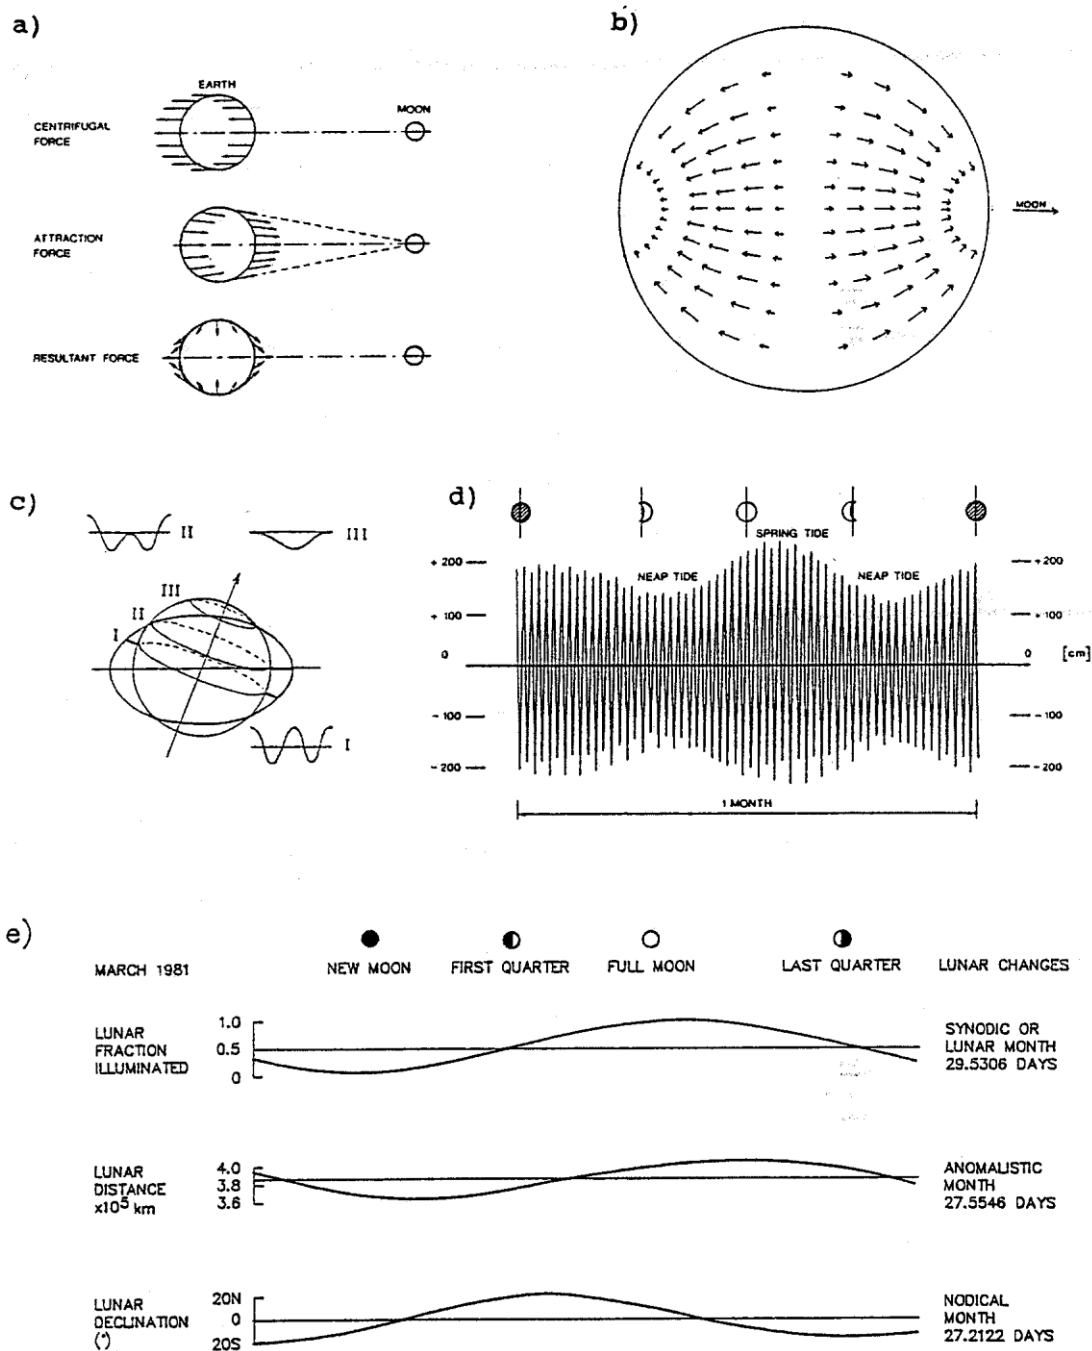 a)
EARTH
MOON
CENTRIFUGAL
FORCE
ATTRACTION
FORCE
RESULTANT FORCE
b)
MOON
c)
II
III
III
II
I
I
d)
SPRING TIDE
NEAP TIDE
NEAP TIDE
+ 200
+ 100
0
- 100
- 200
+ 200
+ 100
0 [cm]
- 100
- 200
1 MONTH
e)
MARCH 1981
NEW MOON
FIRST QUARTER
FULL MOON
LAST QUARTER
LUNAR CHANGES
LUNAR
FRACTION
ILLUMINATED
1.0
0.5
0
SYNODIC OR
LUNAR MONTH
29.5306 DAYS
LUNAR
DISTANCE
x10⁵ km
4.0
3.8
3.6
ANOMALISTIC
MONTH
27.5546 DAYS
LUNAR
DECLINATION
(°)
20N
0
20S
NODICAL
MONTH
27.2122 DAYS